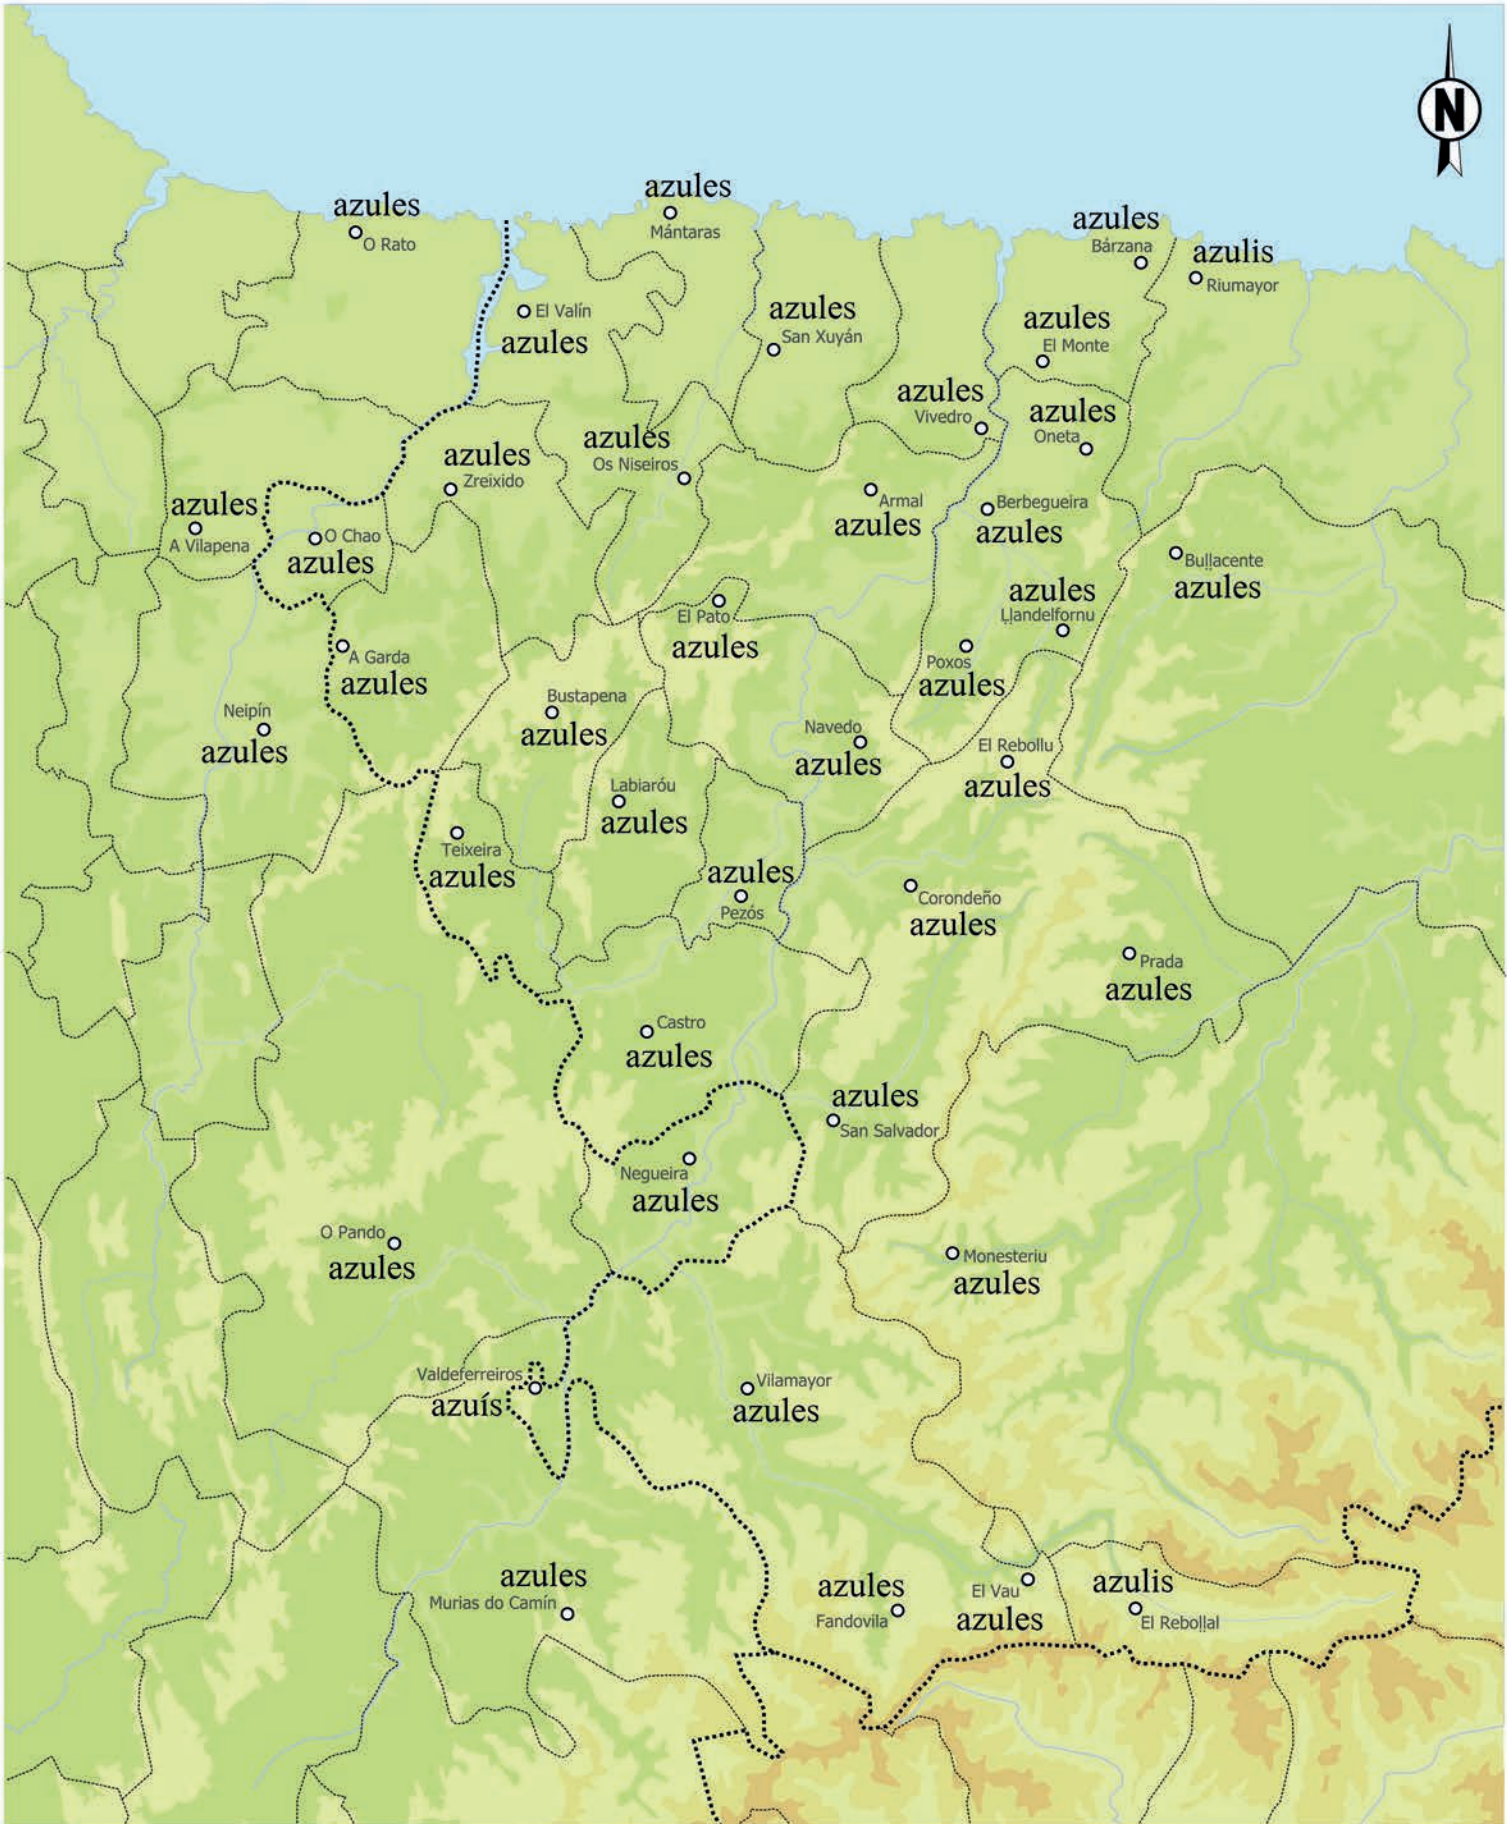 N
azules
O Rato
azules
Mántaras
azules
Bárzana
azulis
Riumayor
El Valín
azules
azules
San Xuyán
azules
El Monte
azules
Vivedro
azules
Oneta
azules
Zreixido
azules
Os Niseiros
azules
A Vilapena
O Chao
azules
Armal
azules
Berbegueira
azules
Buḷḷacente
azules
azules
Ḷḷandelfornu
El Pato
azules
A Garda
azules
Poxos
azules
Neipín
azules
Bustapena
azules
Navedo
azules
El Rebollu
azules
Labiaróu
azules
Teixeira
azules
azules
Pezós
Corondeño
azules
Prada
azules
Castro
azules
azules
San Salvador
Negueira
azules
O Pando
azules
Monesteriu
azules
Valdeferreiros
azuís
Vilamayor
azules
azules
Murias do Camín
azules
Fandovila
El Vau
azules
azulis
El Reboḷḷal